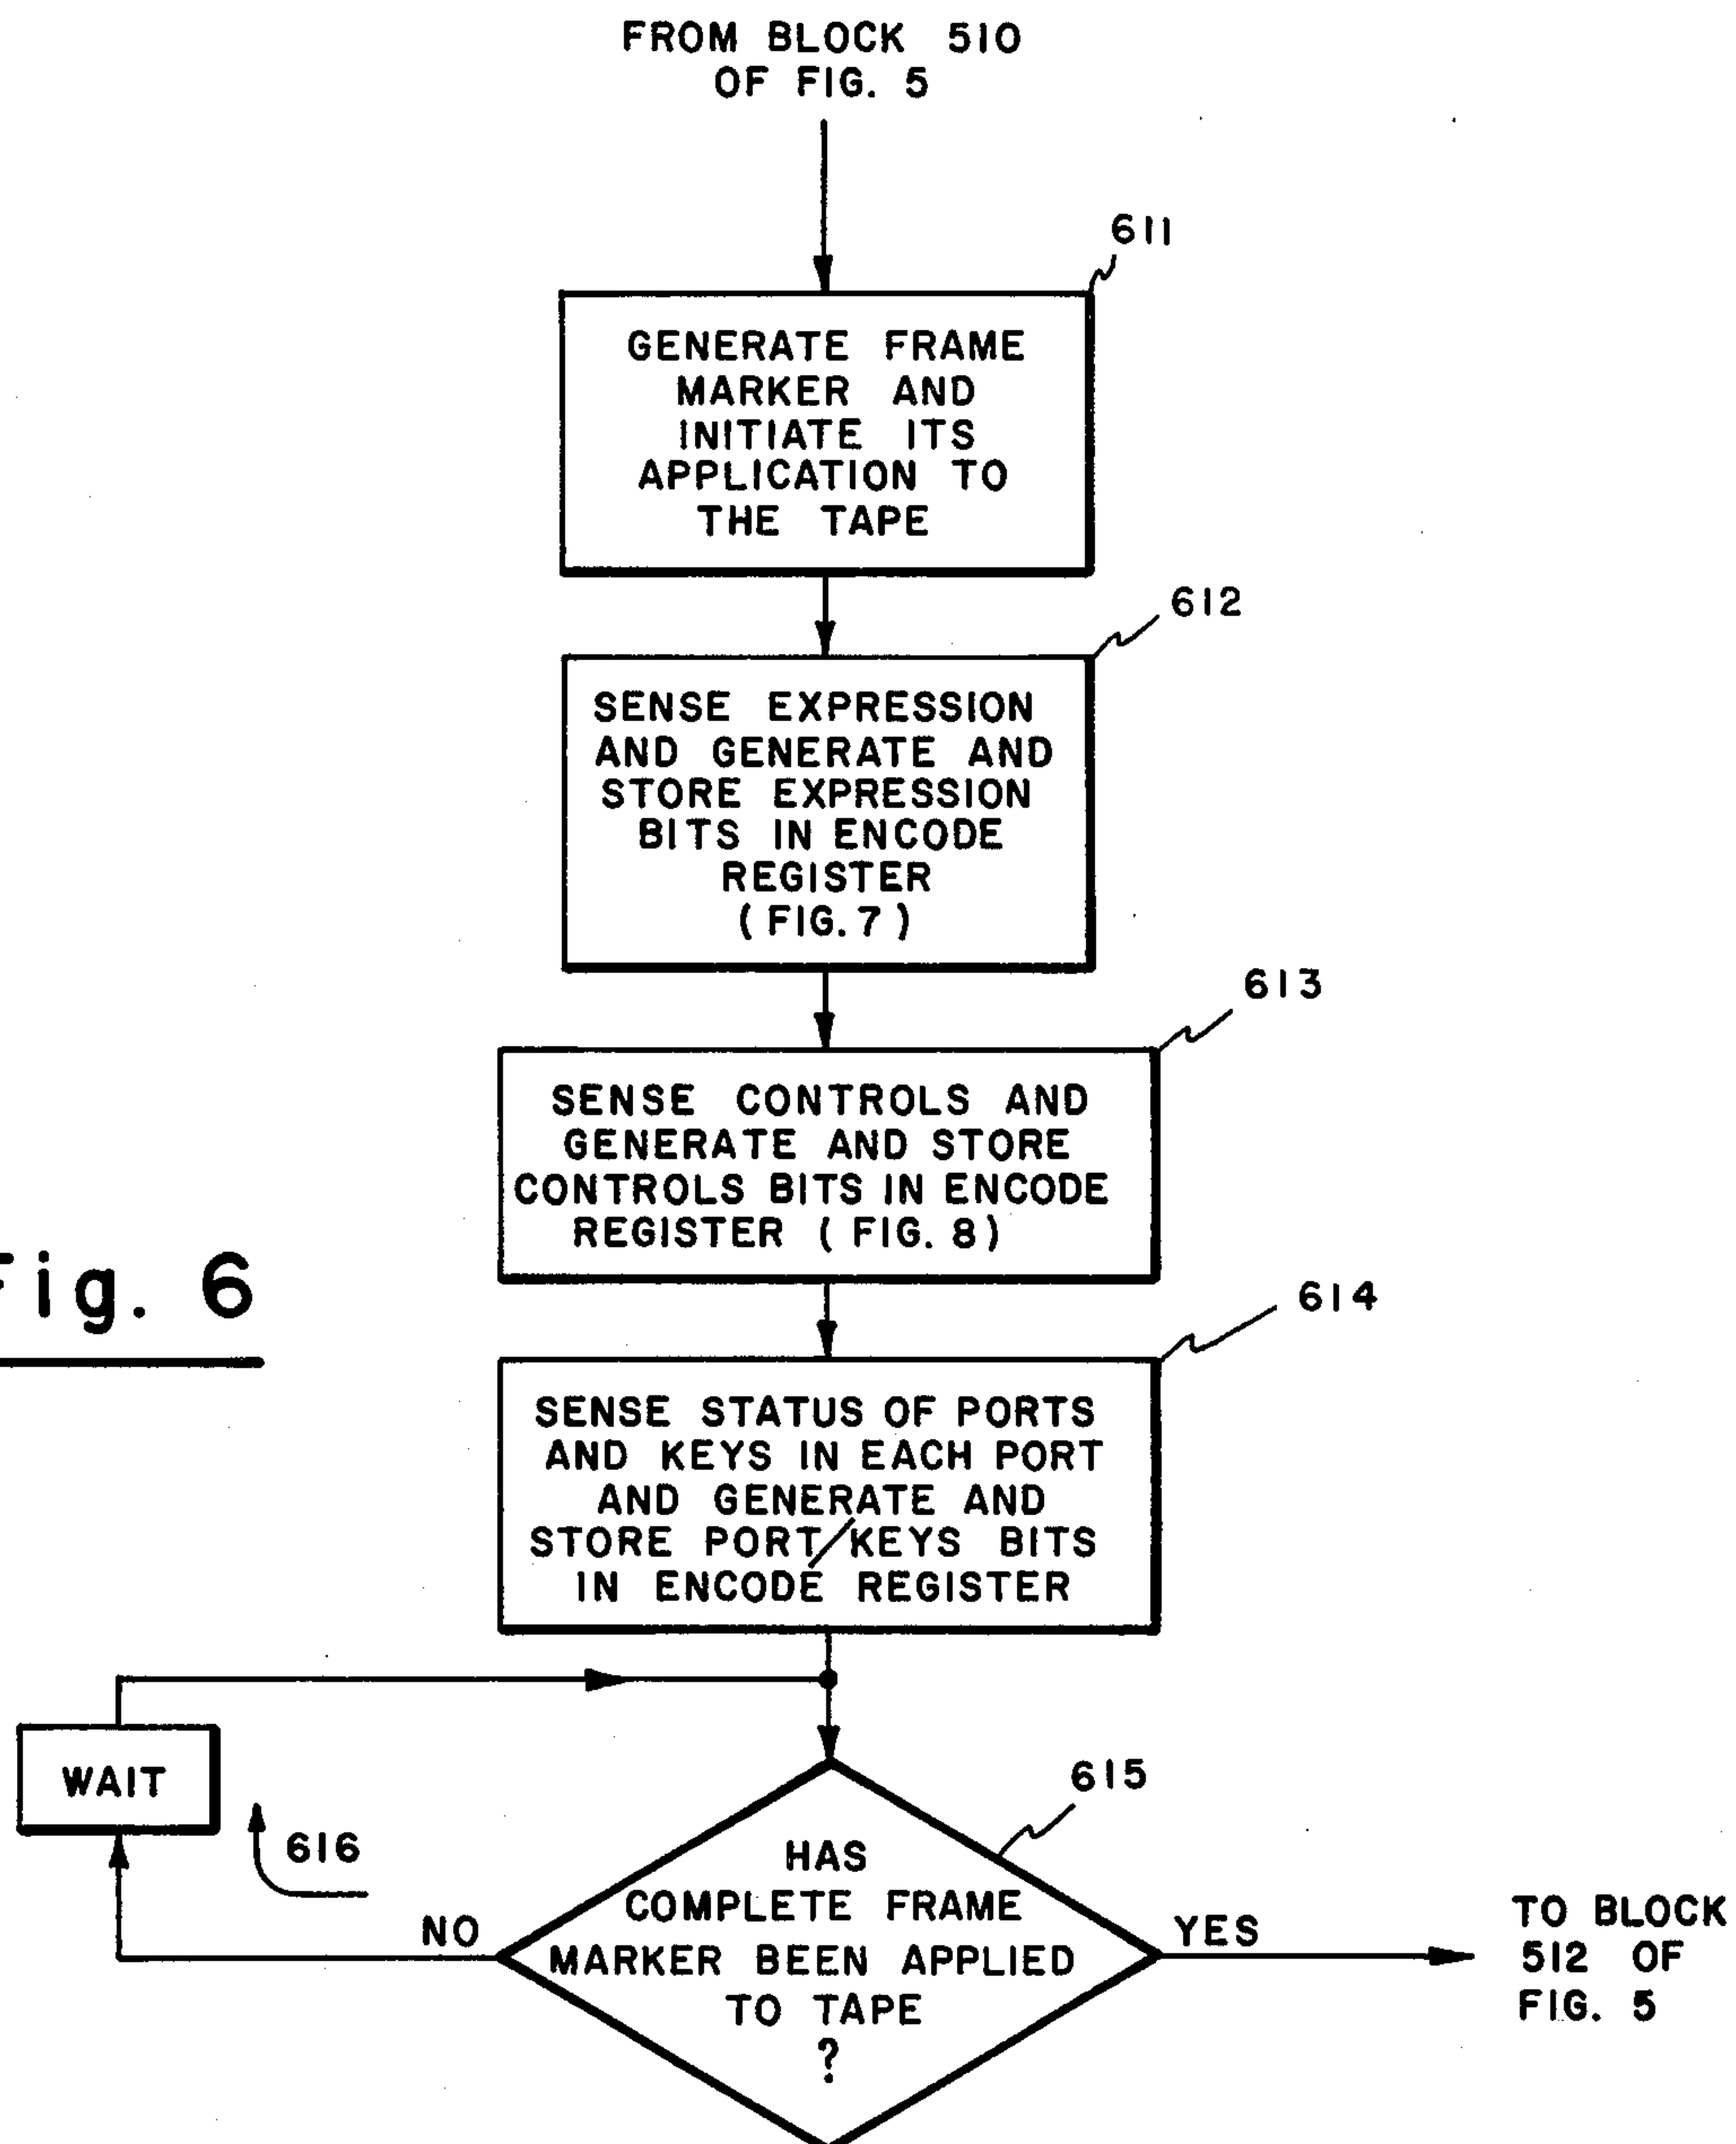 FROM BLOCK 510
OF FIG. 5
611
GENERATE FRAME
MARKER AND
INITIATE ITS
APPLICATION TO
THE TAPE
612
SENSE EXPRESSION
AND GENERATE AND
STORE EXPRESSION
BITS IN ENCODE
REGISTER
( FIG. 7 )
613
SENSE CONTROLS AND
GENERATE AND STORE
CONTROLS BITS IN ENCODE
REGISTER ( FIG. 8)
Fig. 6
614
SENSE STATUS OF PORTS
AND KEYS IN EACH PORT
AND GENERATE AND
STORE PORT/KEYS BITS
IN ENCODE REGISTER
WAIT
616
615
HAS
COMPLETE FRAME
MARKER BEEN APPLIED
TO TAPE
?
NO
YES
TO BLOCK
512 OF
FIG. 5